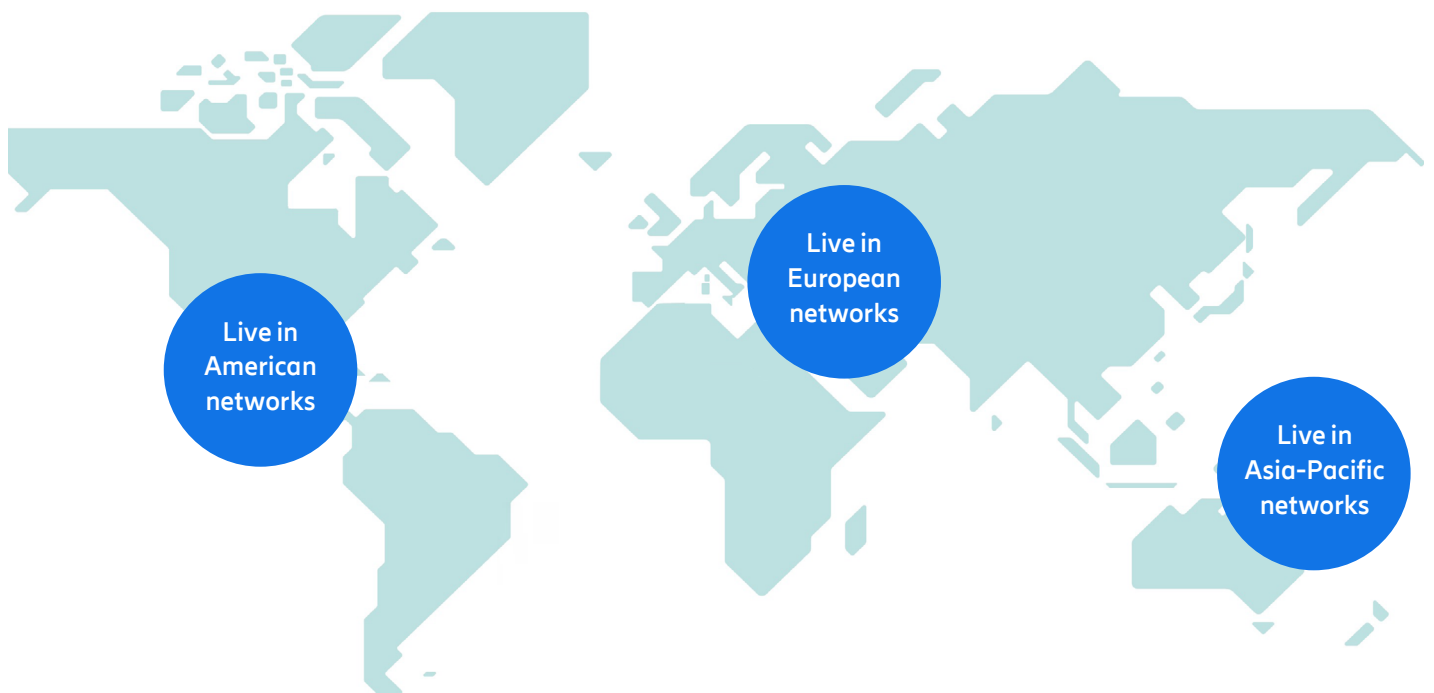 Live in
American
networks
Live in
European
networks
Live in
Asia-Pacific
networks